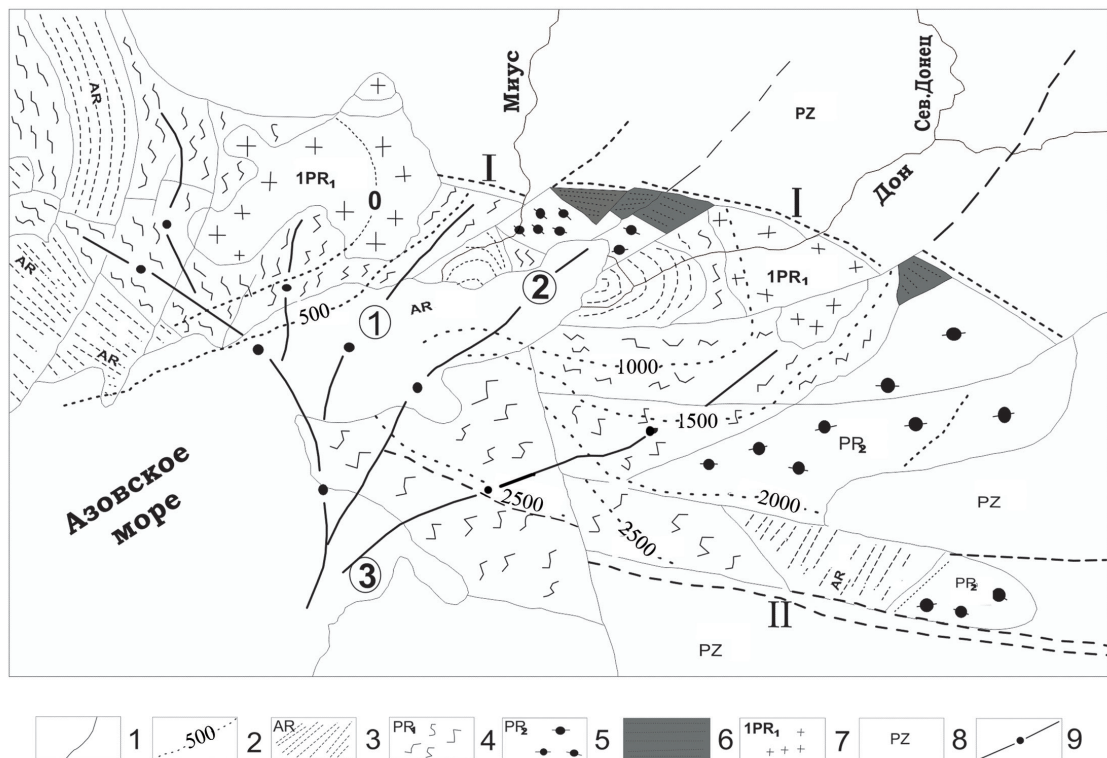 Миус
Сев.Донец
Дон
PZ
AR
1PR₁
0
I
I
AR
AR
500
1
AR
2
1PR₁
1000
1500
PR₂
2000
2500
2500
PZ
AR
PR₂
Азовское
море
3
II
PZ
500
AR
PR₁
PR₂
1PR₁
PZ
1 2 3 4 5 6 7 8 9